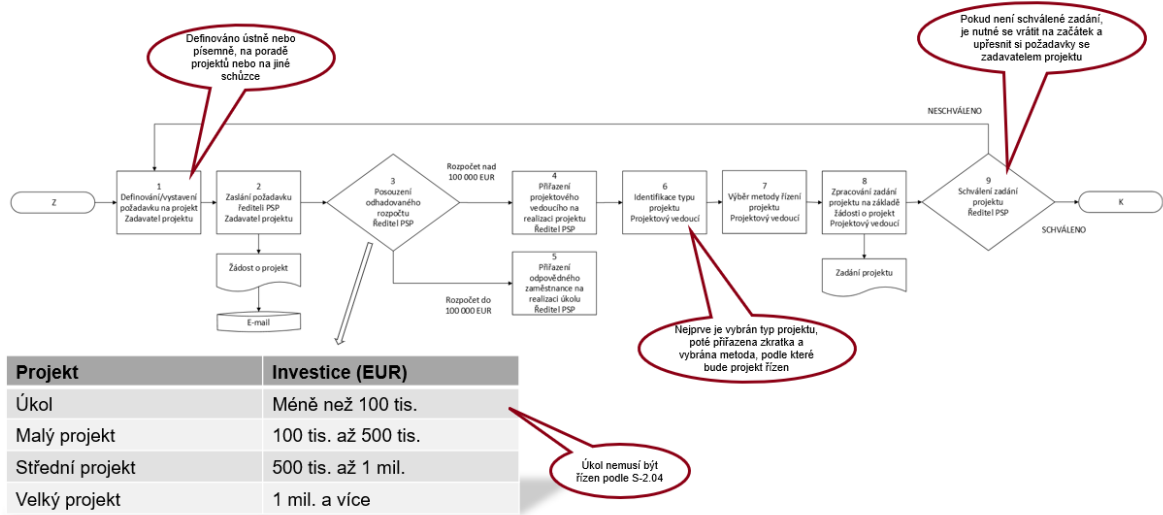 Definováno ústně nebo
písemně, na poradě
projektů nebo na jiné
schůzce
Pokud není schválené zadání,
je nutné se vrátit na začátek a
upřesnit si požadavky se
zadavatelem projektu
NESCHVÁLENO
Z
1
Definování/vystavení
požadavku na projekt
Zadavatel projektu
2
Zaslání požadavku
řediteli PSP
Zadavatel projektu
3
Posouzení
odhadovaného
rozpočtu
Ředitel PSP
Rozpočet nad
100 000 EUR
4
Přiřazení
projektového
vedoucího na
realizaci projektu
Ředitel PSP
6
Identifikace typu
projektu
Projektový vedoucí
7
Výběr metody řízení
projektu
Projektový vedoucí
8
Zpracování zadání
projektu na základě
žádosti o projekt
Projektový vedoucí
9
Schválení zadání
projektu
Ředitel PSP
K
SCHVÁLENO
Žádost o projekt
E-mail
Rozpočet do
100 000 EUR
5
Přiřazení
odpovědného
zaměstnance na
realizaci úkolu
Ředitel PSP
Zadání projektu
Nejprve je vybrán typ projektu,
poté přiřazena zkratka a
vybrána metoda, podle které
bude projekt řízen
Projekt Investice (EUR)
Úkol Méně než 100 tis.
Malý projekt 100 tis. až 500 tis.
Střední projekt 500 tis. až 1 mil.
Velký projekt 1 mil. a více
Úkol nemusí být
řízen podle S-2.04